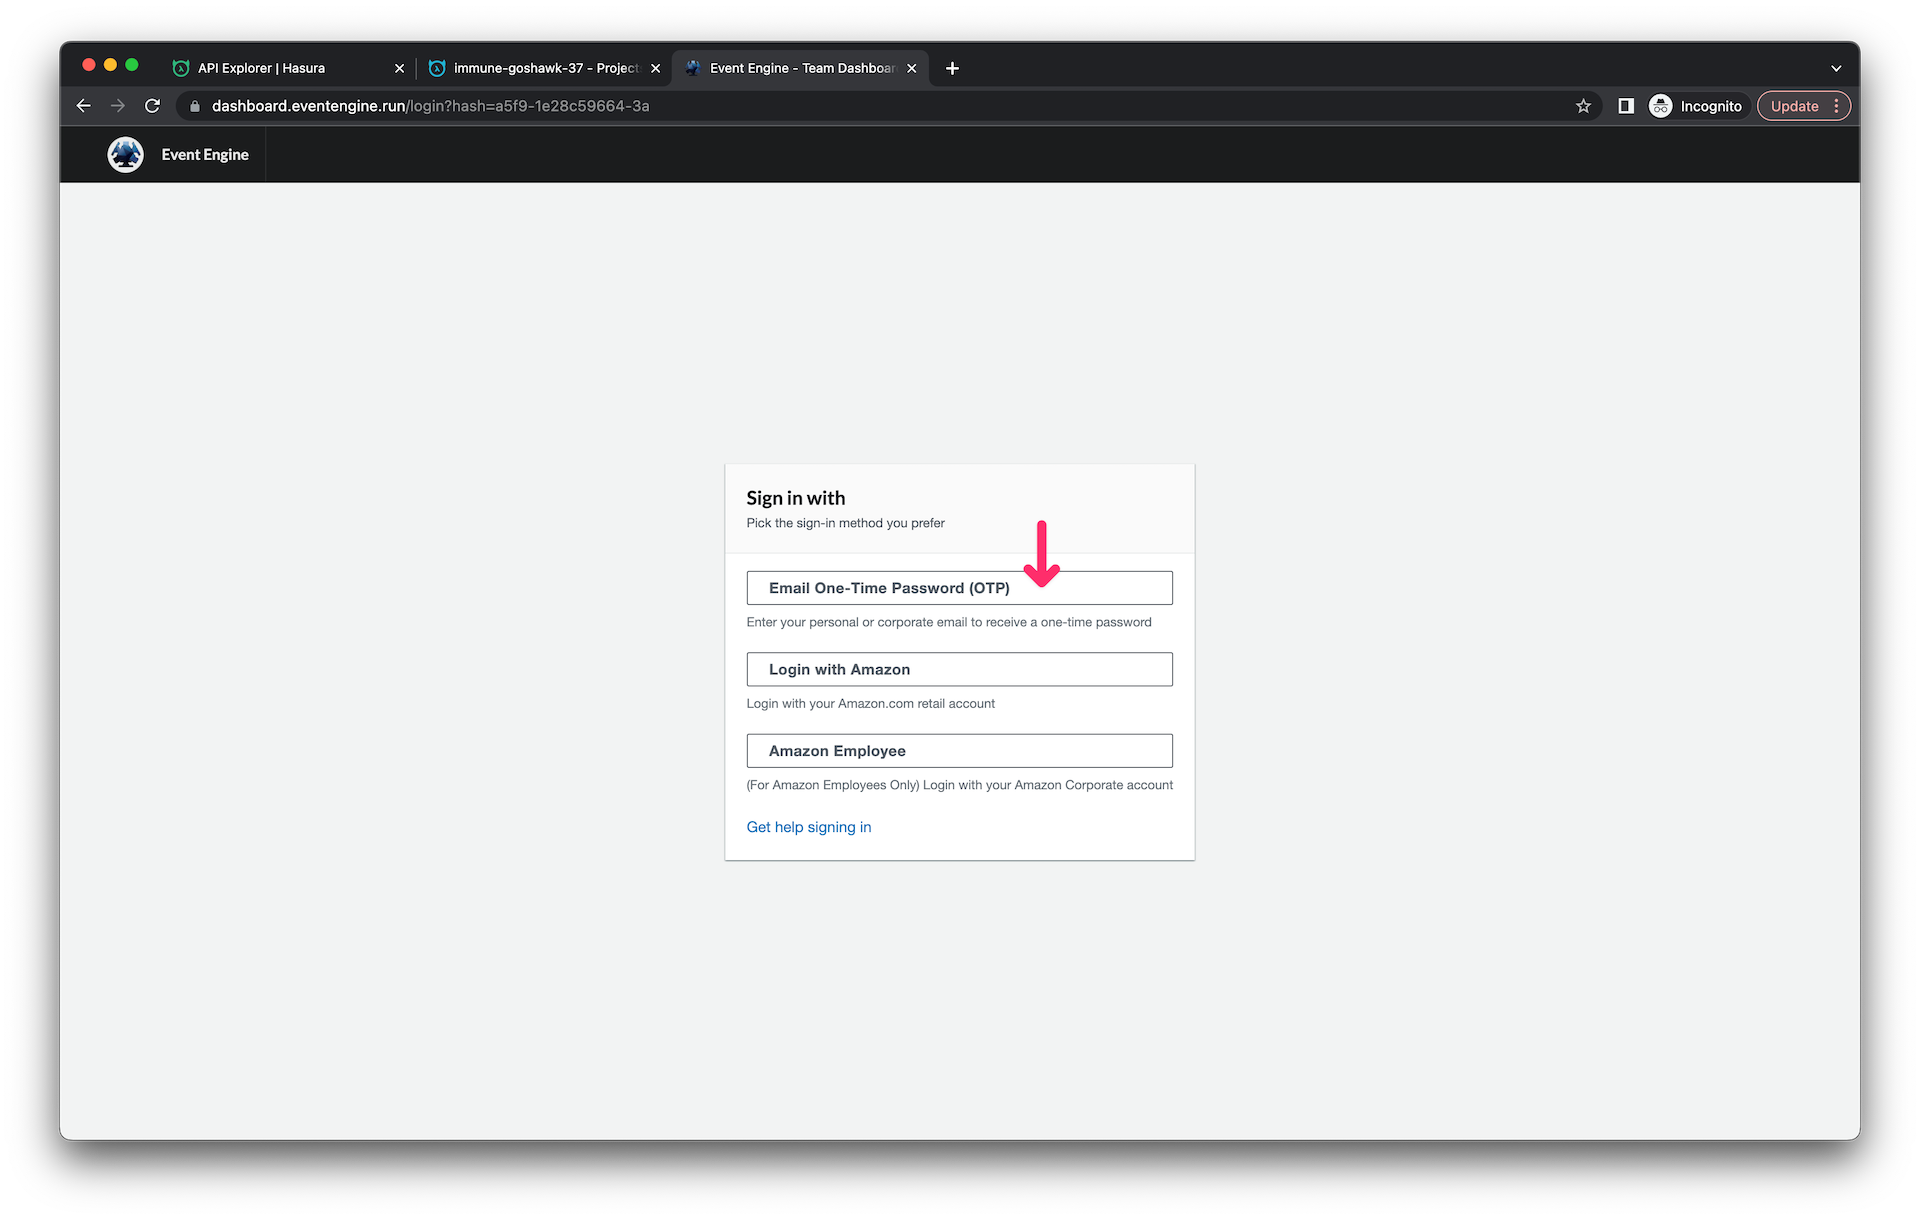 API Explorer | Hasura
immune-goshawk-37 - Project
Event Engine - Team Dashboar
dashboard.eventengine.run/login?hash=a5f9-1e28c59664-3a
Incognito
Update
Event Engine
Sign in with
Pick the sign-in method you prefer
Email One-Time Password (OTP)
Enter your personal or corporate email to receive a one-time password
Login with Amazon
Login with your Amazon.com retail account
Amazon Employee
(For Amazon Employees Only) Login with your Amazon Corporate account
Get help signing in